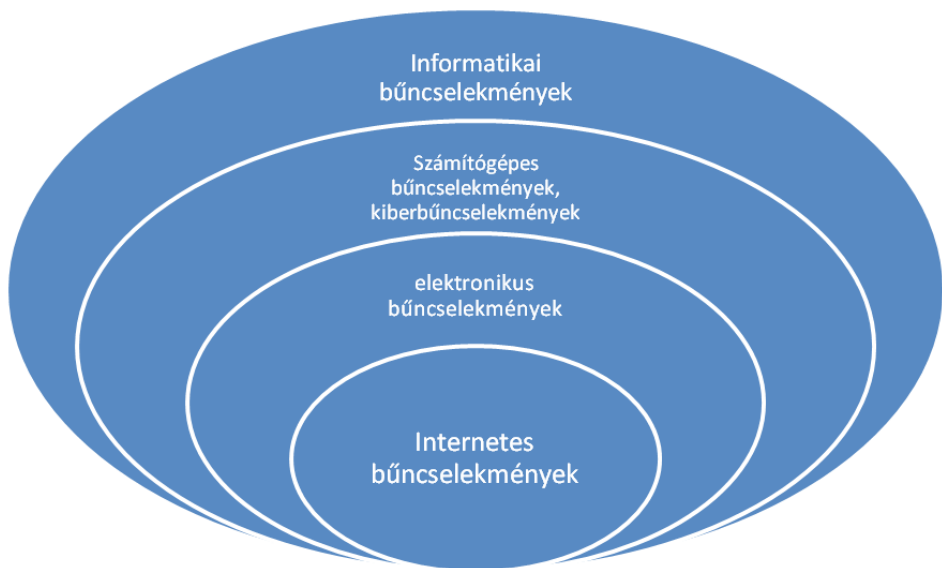 Informatikai
bűncselekmények
Számítógépes
bűncselekmények,
kiberbűncselekmények
elektronikus
bűncselekmények
Internetes
bűncselekmények